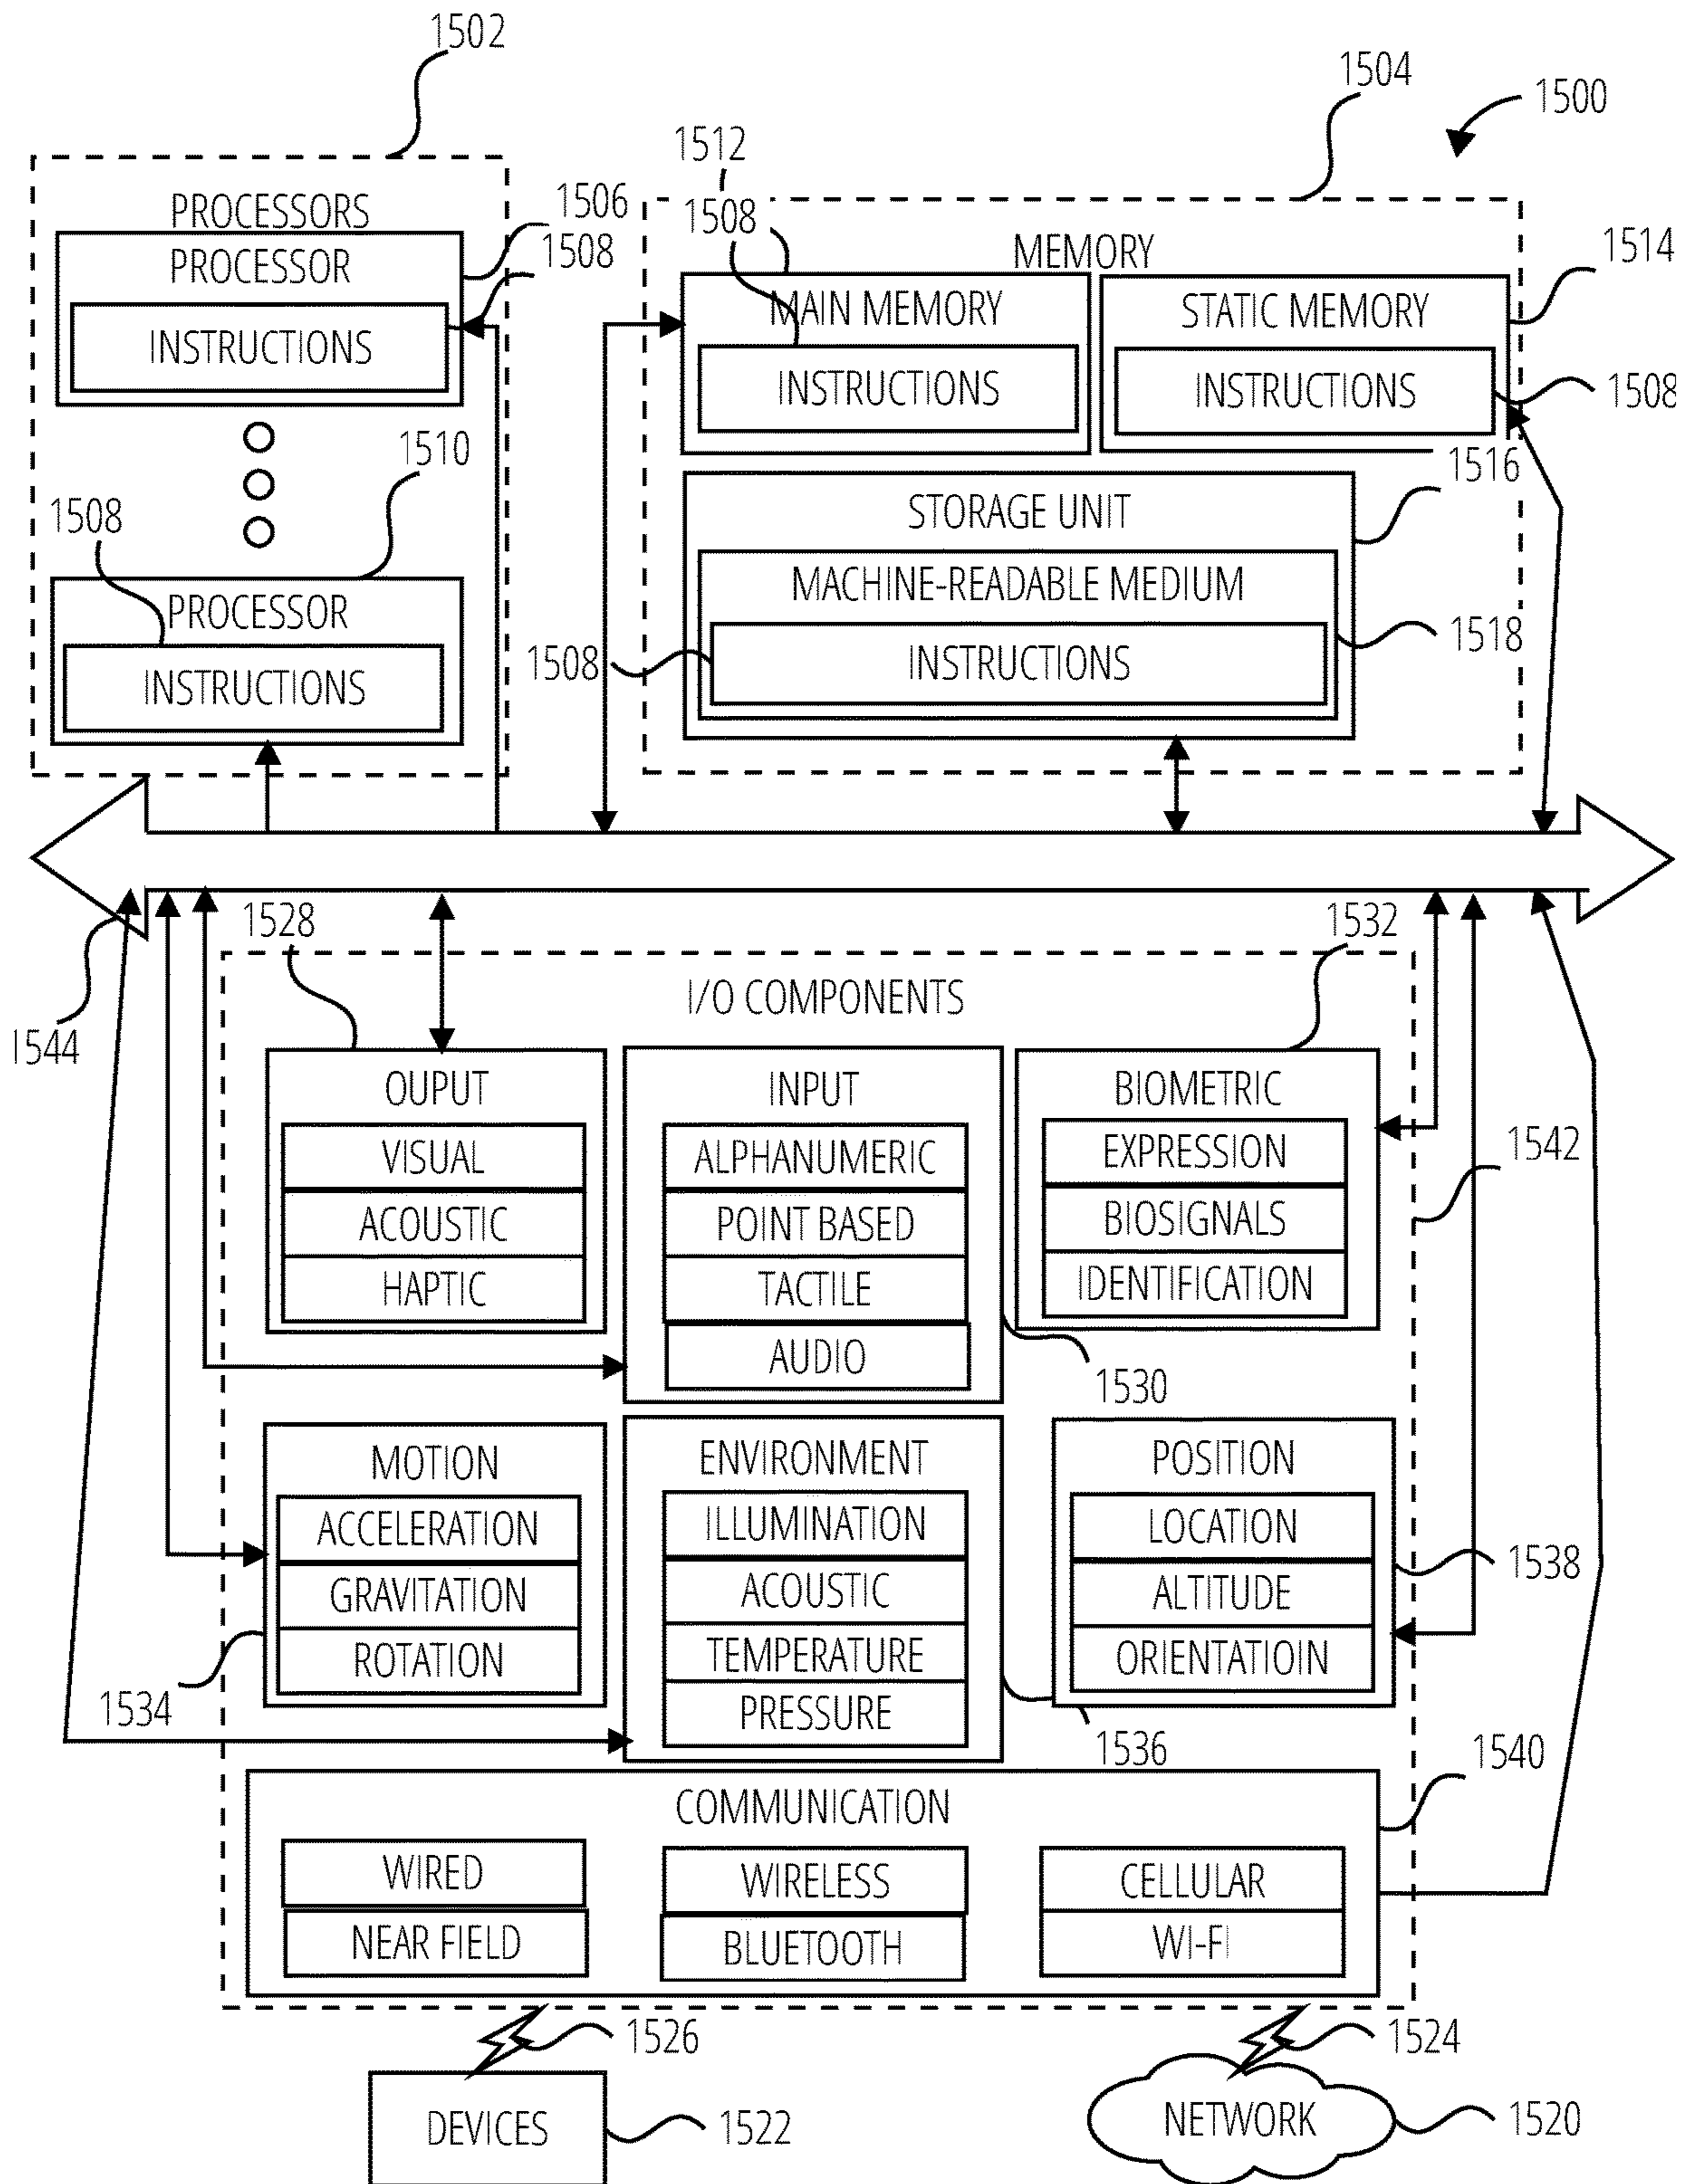 1502
1504
1500
1512
PROCESSORS
1506
1508
MEMORY
1514
PROCESSOR
1508
INSTRUCTIONS
MAIN MEMORY
INSTRUCTIONS
STATIC MEMORY
INSTRUCTIONS
1508
1510
1516
1508
STORAGE UNIT
PROCESSOR
INSTRUCTIONS
MACHINE-READABLE MEDIUM
1518
1508
INSTRUCTIONS
1528
1532
I/O COMPONENTS
1544
OUPUT
VISUAL
ACOUSTIC
HAPTIC
INPUT
ALPHANUMERIC
POINT BASED
TACTILE
AUDIO
BIOMETRIC
EXPRESSION
BIOSIGNALS
IDENTIFICATION
1542
1530
MOTION
ACCELERATION
GRAVITATION
ROTATION
1534
ENVIRONMENT
ILLUMINATION
ACOUSTIC
TEMPERATURE
PRESSURE
1536
POSITION
LOCATION
ALTITUDE
ORIENTATIOIN
1538
1540
COMMUNICATION
WIRED
NEAR FIELD
WIRELESS
BLUETOOTH
CELLULAR
WI-FI
1526
1524
DEVICES
1522
NETWORK
1520